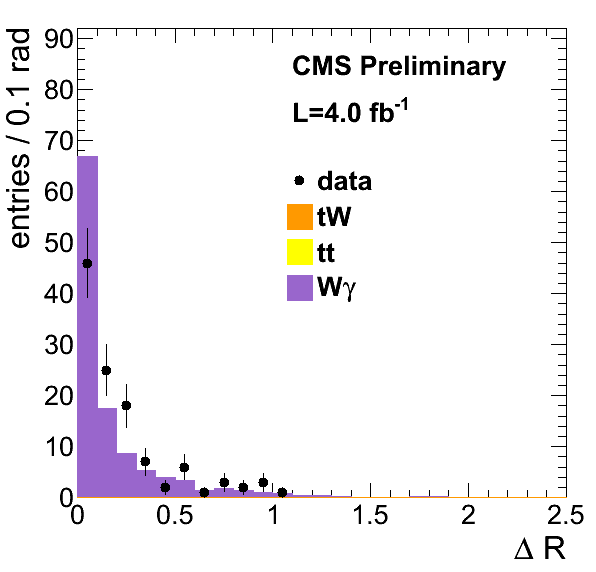 entries / 0.1 rad
90
80
70
60
50
40
30
20
10
0
CMS Preliminary
L=4.0 fb⁻¹
data
tW
tt
Wγ
0 0.5 1 1.5 2 2.5
Δ R